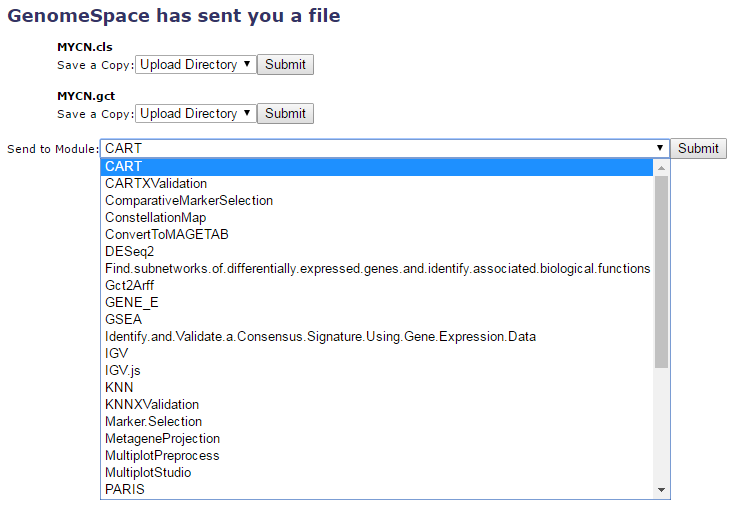 GenomeSpace has sent you a file
MYCN.cls
Save a Copy: Upload Directory Submit
MYCN.gct
Save a Copy: Upload Directory Submit
Send to Module: CART Submit
CART
CARTXValidation
ComparativeMarkerSelection
ConstellationMap
ConvertToMAGETAB
DESeq2
Find.subnetworks.of.differentially.expressed.genes.and.identify.associated.biological.functions
Gct2Arff
GENE_E
GSEA
Identify.and.Validate.a.Consensus.Signature.Using.Gene.Expression.Data
IGV
IGV.js
KNN
KNNXValidation
Marker.Selection
MetageneProjection
MultiplotPreprocess
MultiplotStudio
PARIS